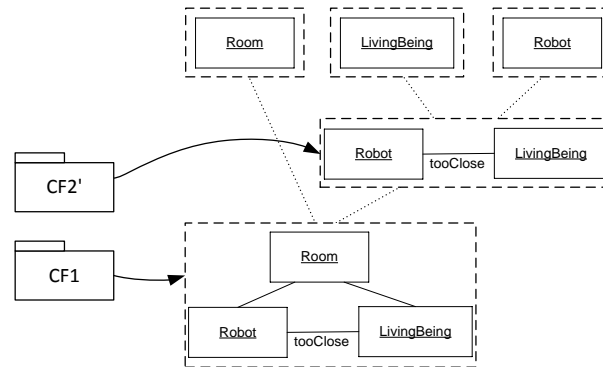 Room
LivingBeing
Robot
Robot
tooClose
LivingBeing
CF2'
CF1
Room
Robot
tooClose
LivingBeing